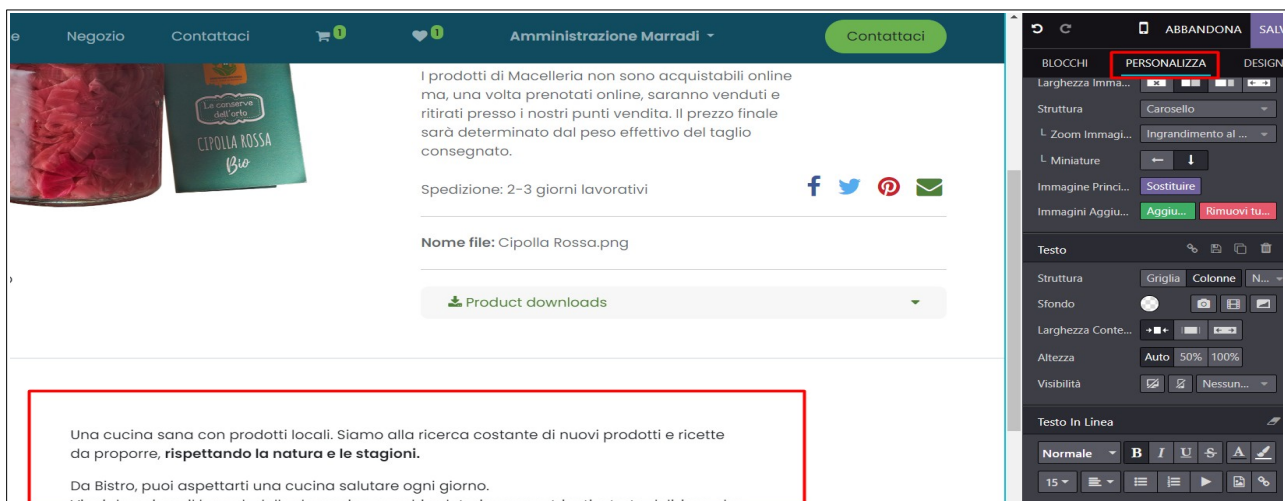 Negozio Contattaci 1 1 Amministrazione Marradi Contattaci
ABBANDONA
BLOCCHI PERSONALIZZA DESIGN
I prodotti di Macelleria non sono acquistabili online
ma, una volta prenotati online, saranno venduti e
ritirati presso i nostri punti vendita. Il prezzo finale
sarà determinato dal peso effettivo del taglio
consegnato.
Le conserve
dell'orto
CIPOLLA ROSSA
Bio
Spedizione: 2-3 giorni lavorativi
Nome file: Cipolla Rossa.png
Product downloads
Una cucina sana con prodotti locali. Siamo alla ricerca costante di nuovi prodotti e ricette
da proporre, rispettando la natura e le stagioni.
Da Bistro, puoi aspettarti una cucina salutare ogni giorno.
Larghezza Imma...
Struttura Carosello
└ Zoom Immagi... Ingrandimento al ...
└ Miniature
Immagine Princi... Sostituire
Immagini Aggiu... Aggiu... Rimuovi tu...
Testo
Struttura Griglia Colonne N...
Sfondo
Larghezza Conte...
Altezza Auto 50% 100%
Visibilità Nessun...
Testo In Linea
Normale B I U S A
15